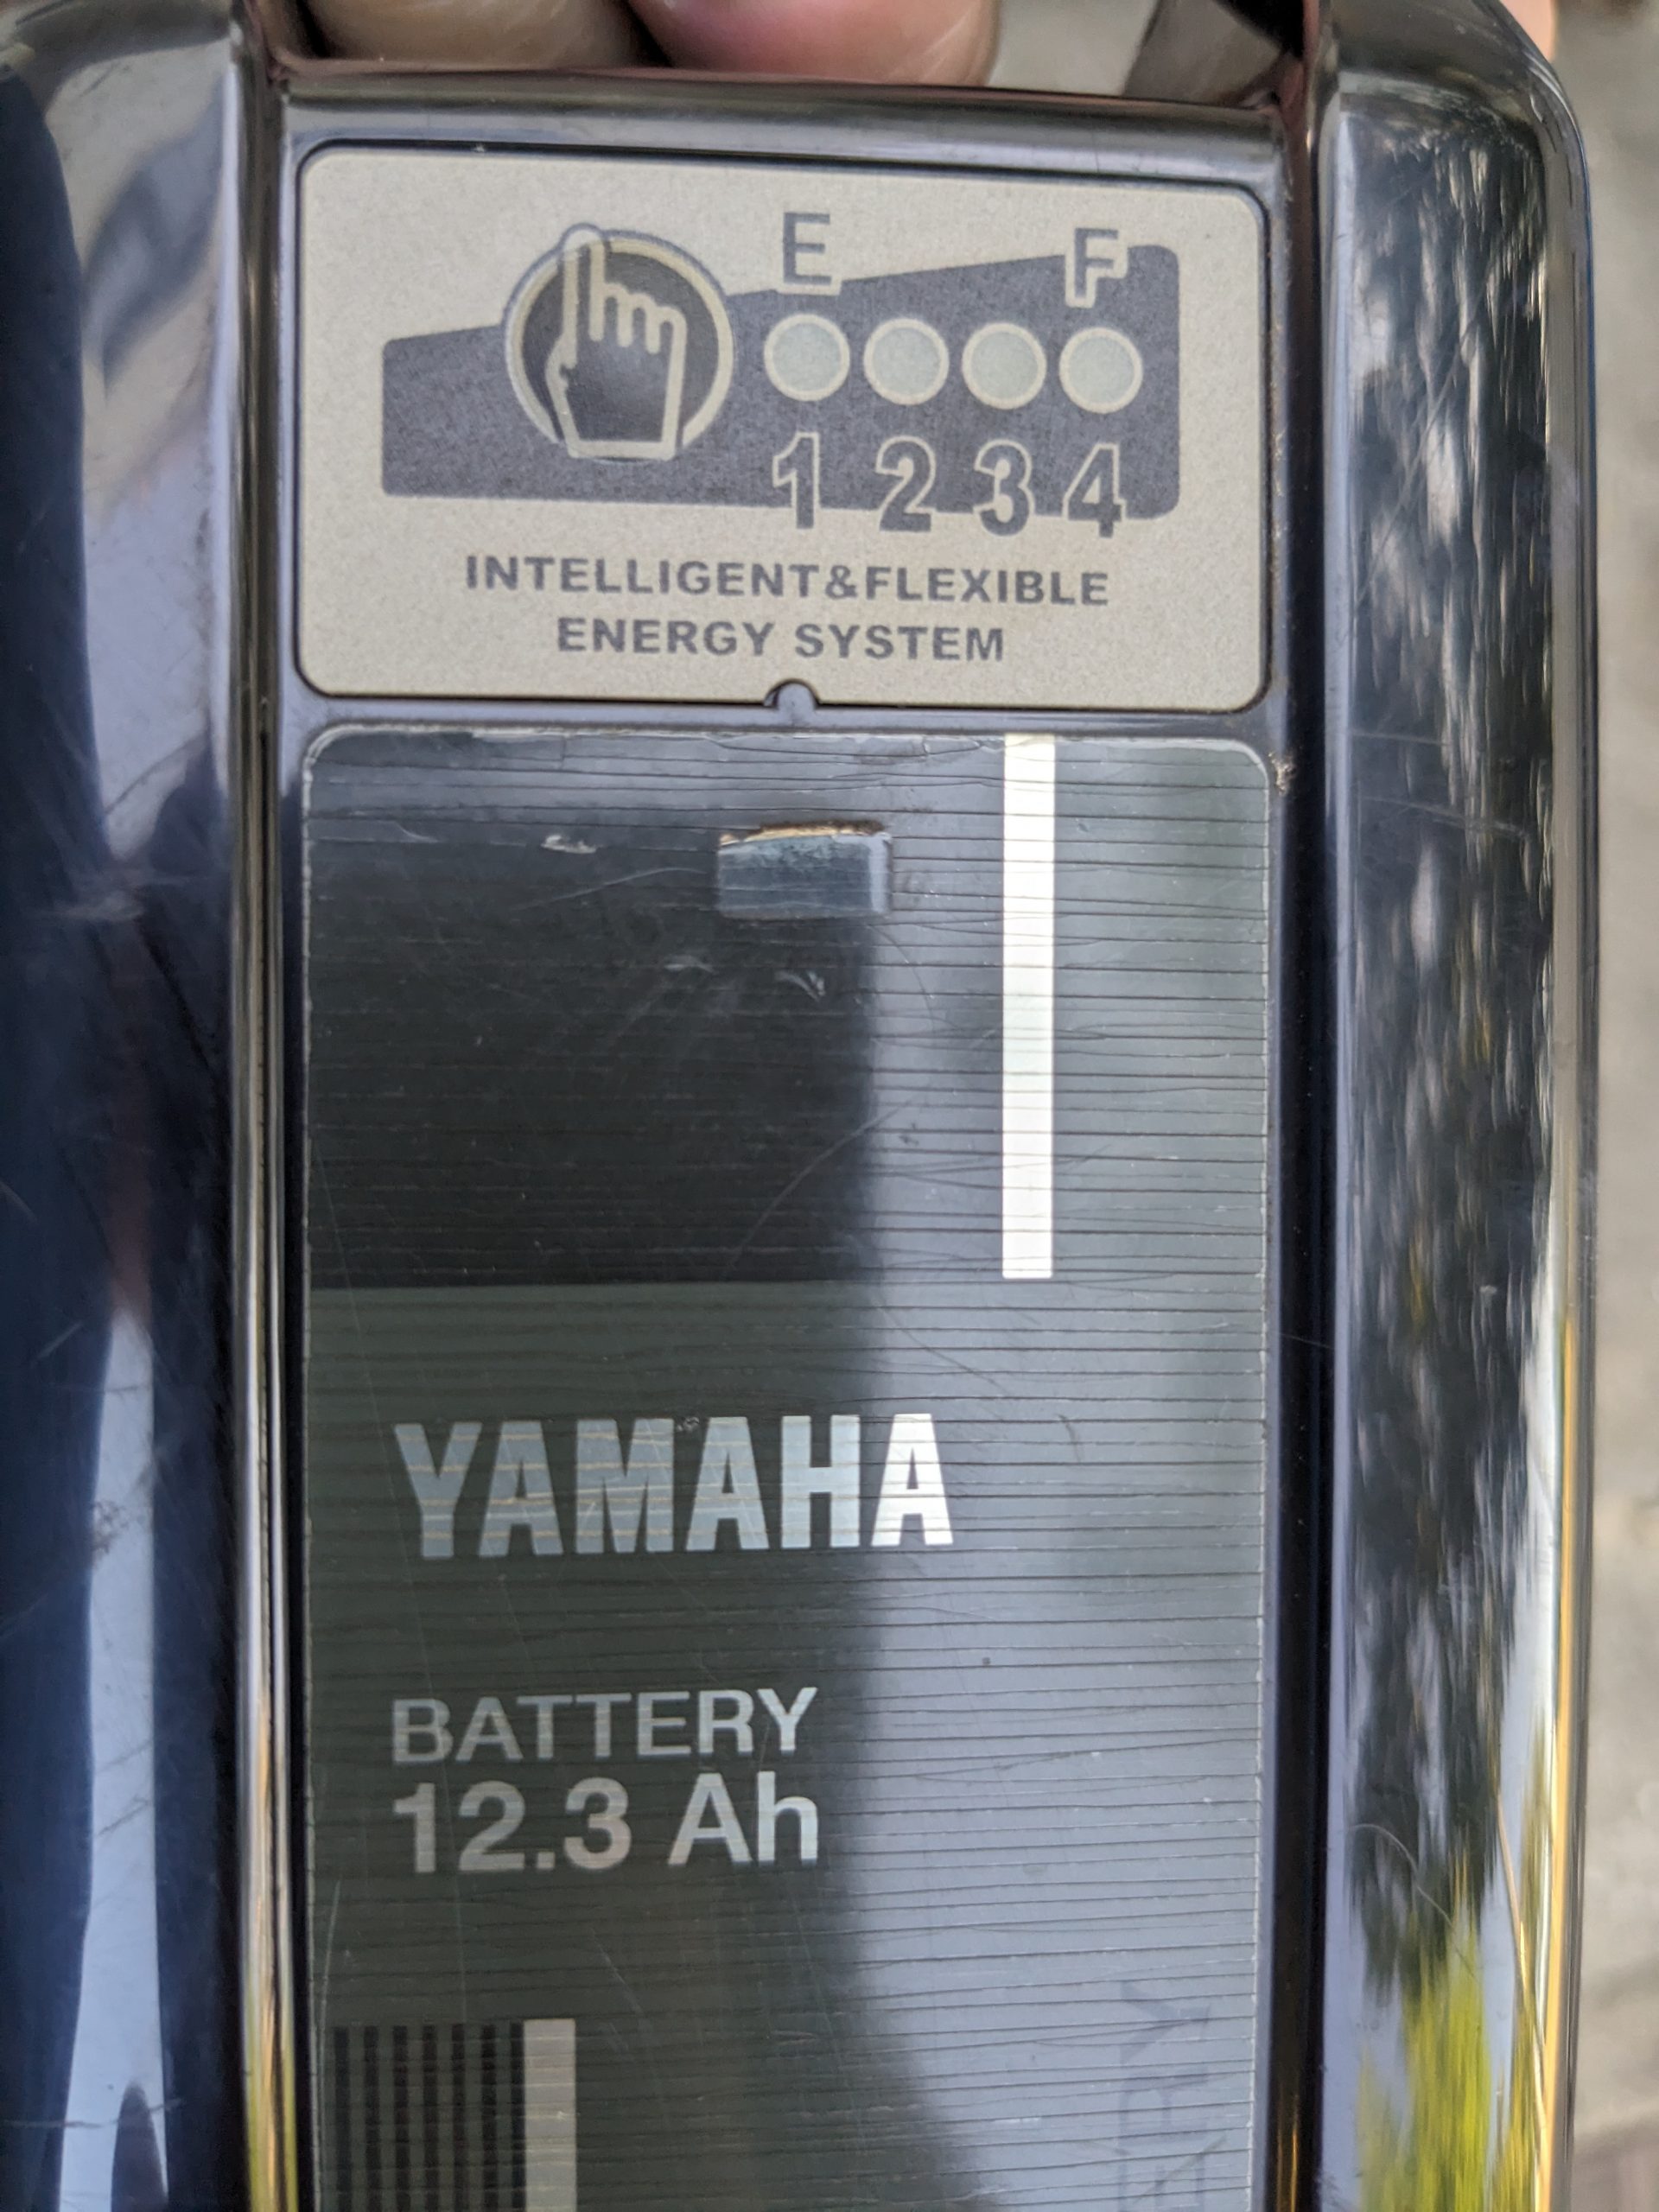 E F
1 2 3 4
INTELLIGENT&FLEXIBLE
ENERGY SYSTEM
YAMAHA
BATTERY
12.3 Ah